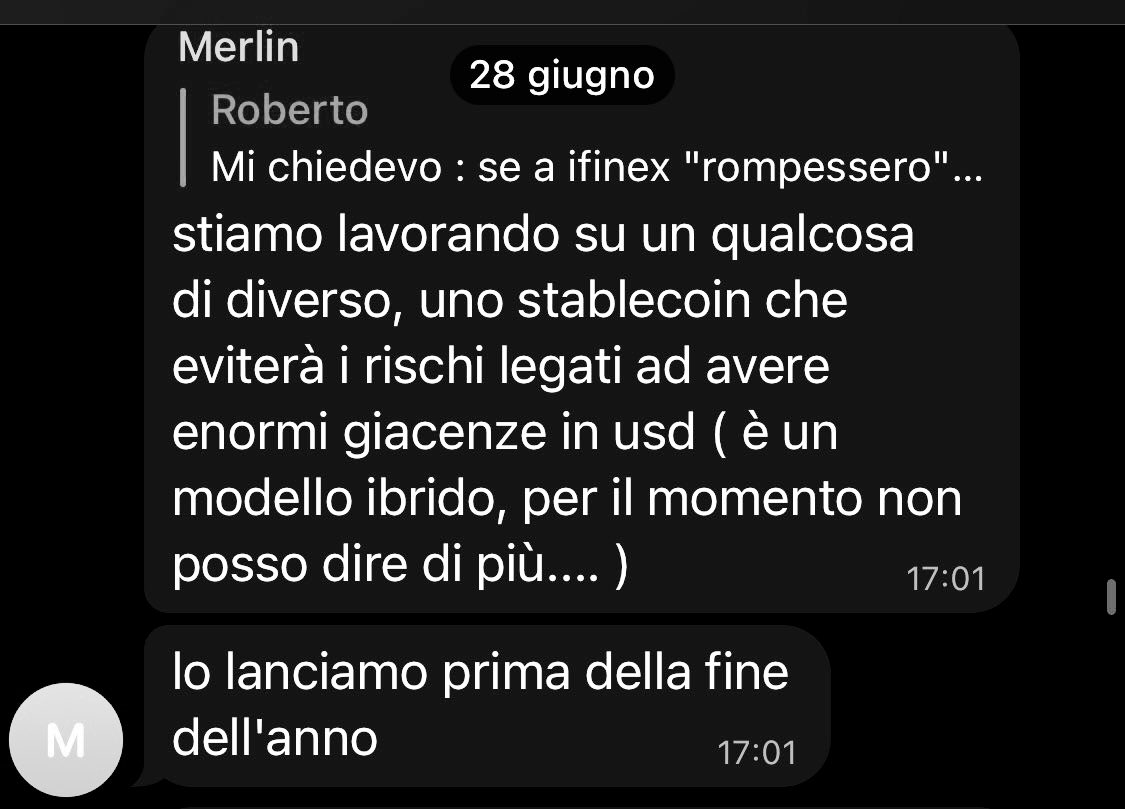 Merlin
28 giugno
Roberto
Mi chiedevo : se a ifinex "rompessero"...
stiamo lavorando su un qualcosa
di diverso, uno stablecoin che
eviterà i rischi legati ad avere
enormi giacenze in usd ( è un
modello ibrido, per il momento non
posso dire di più.... )
17:01
lo lanciamo prima della fine
dell'anno
17:01
M